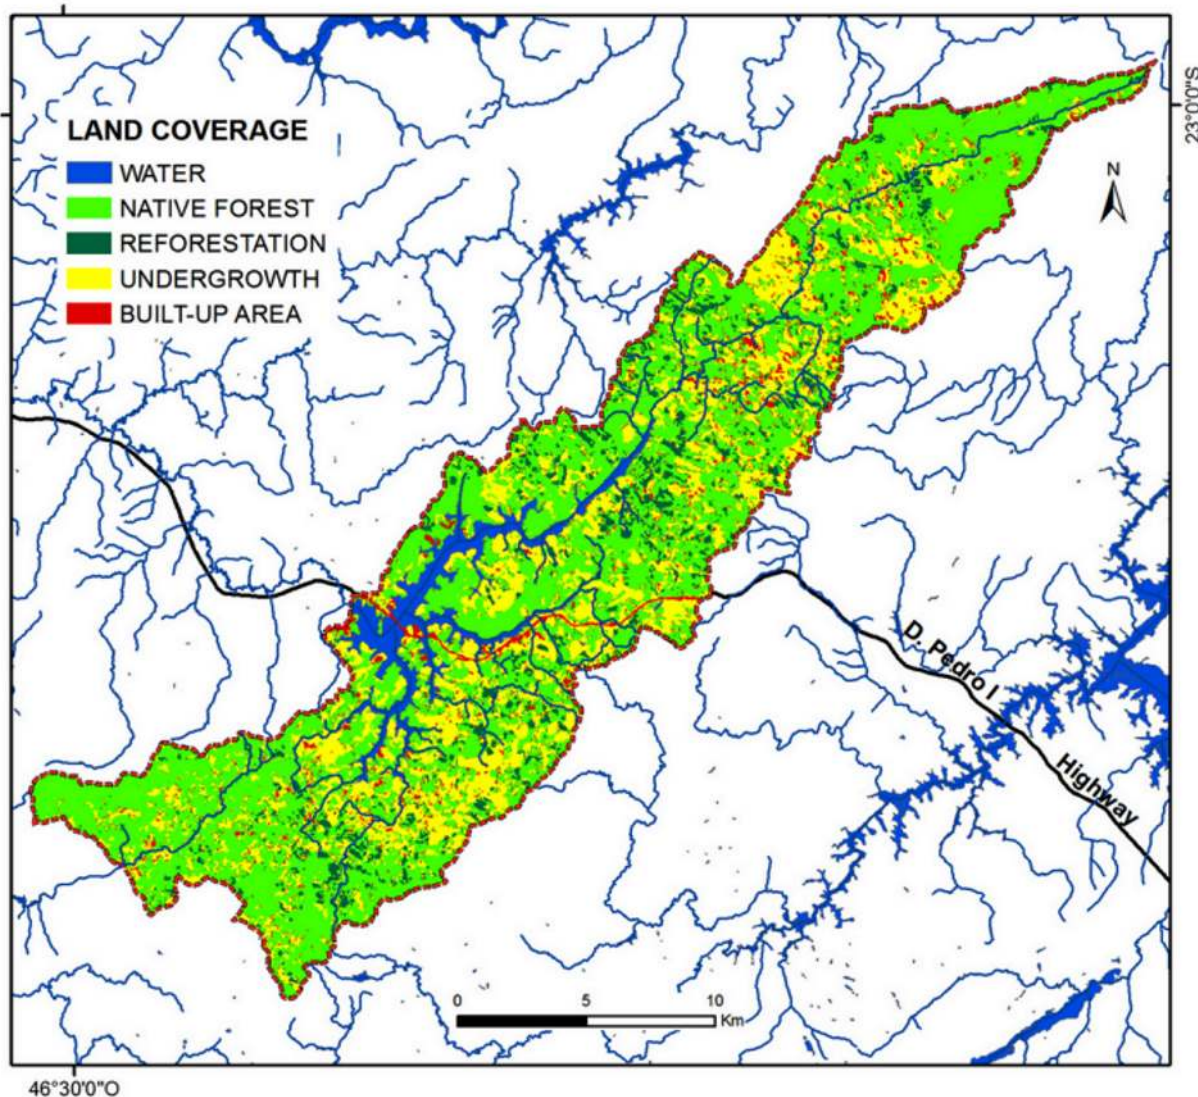 23°0'0"S
LAND COVERAGE
WATER
NATIVE FOREST
REFORESTATION
UNDERGROWTH
BUILT-UP AREA
N
D. Pedro I
Highway
0 5 10
Km
46°30'0"O